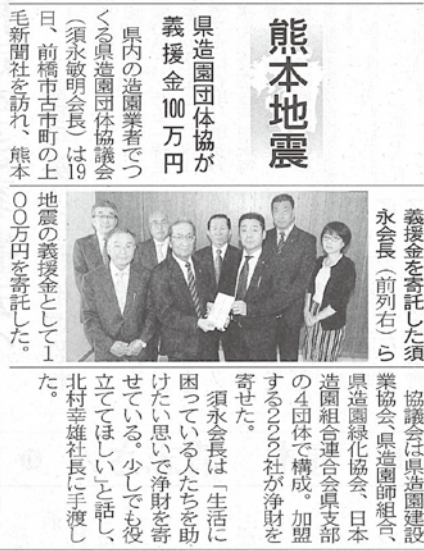 熊本地震
県造園団体協が
義援金100万円
県内の造園業者でつ
くる県造園団体協議会
(須永敏明会長)は19
日、前橋市古市町の上
毛新聞社を訪れ、熊本
地震の義援金として1
00万円を寄託した。
義援金を寄託した須
永会長(前列右)ら
協議会は県造園建設
業協会、県造園師組合、
県造園緑化協会、日本
造園組合連合会県支部
の4団体で構成。加盟
する222社が浄財を
寄せた。
須永会長は「生活に
困っている人たちを助
けたい思いで浄財を寄
せている。少しでも役
立ててほしい」と話し、
北村幸雄社長に手渡し
た。